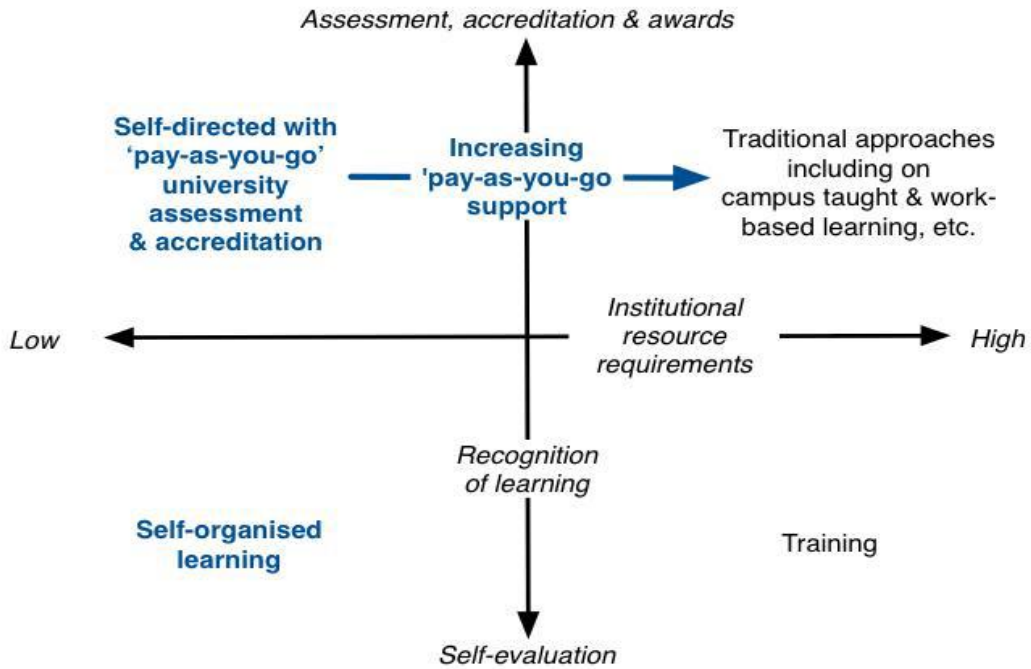 Assessment, accreditation & awards
Self-directed with
‘pay-as-you-go’
university
assessment
& accreditation
Increasing
'pay-as-you-go
support
Traditional approaches
including on
campus taught & work-
based learning, etc.
Low
Institutional
resource
requirements
High
Recognition
of learning
Self-organised
learning
Training
Self-evaluation